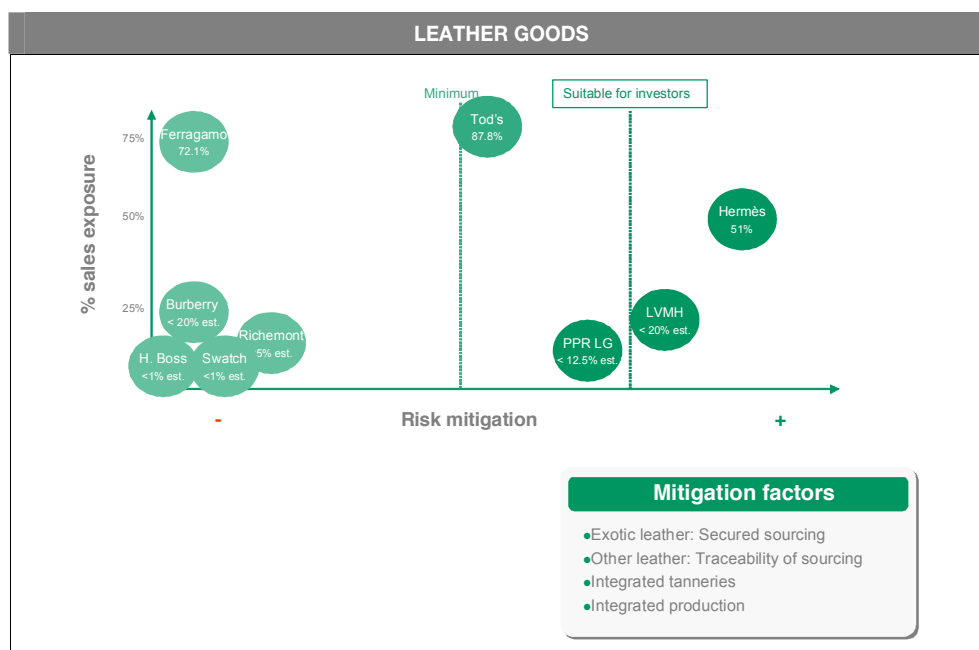 LEATHER GOODS
Minimum
Suitable for investors
% sales exposure
75%
50%
25%
Ferragamo
72.1%
Tod's
87.8%
Hermès
51%
Burberry
< 20% est.
LVMH
< 20% est.
Richemont
5% est.
PPR LG
< 12.5% est.
H. Boss
<1% est.
Swatch
<1% est.
-
Risk mitigation
+
Mitigation factors
●Exotic leather: Secured sourcing
●Other leather: Traceability of sourcing
●Integrated tanneries
●Integrated production